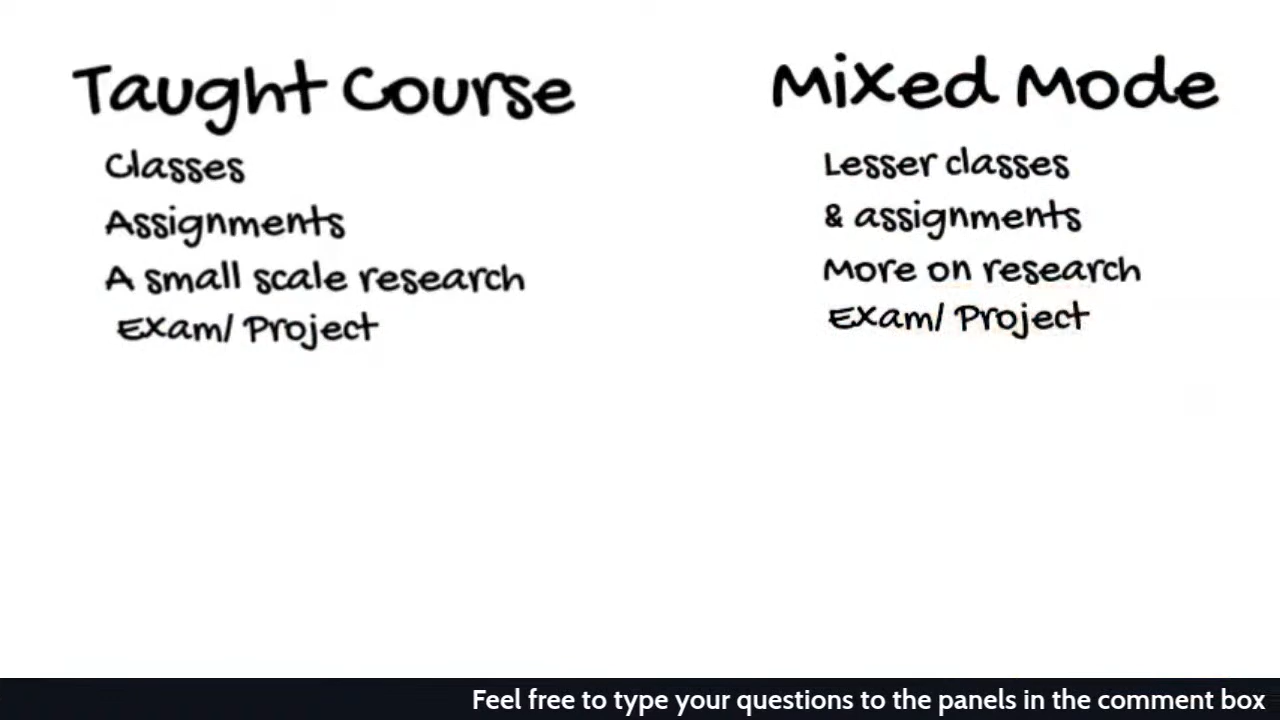 Taught Course
Classes
Assignments
A small scale research
Exam/ Project
Mixed Mode
Lesser classes
& assignments
More on research
Exam/ Project
Feel free to type your questions to the panels in the comment box